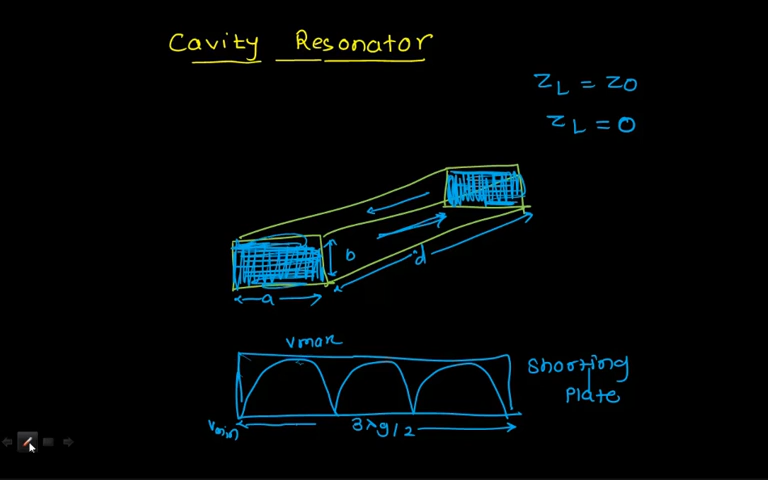 Cavity Resonator
ZL = Z0
ZL = 0
b
d
a
Vmax
Shorting
Plate
Vmin
3λg/2